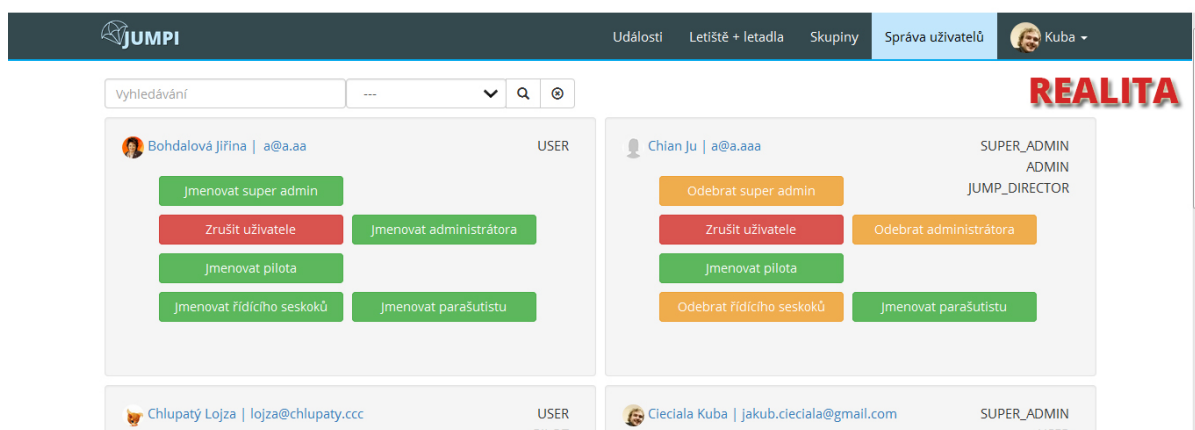 JUMPI Události Letiště + letadla Skupiny Správa uživatelů Kuba
REALITA
Vyhledávání ---
Bohdalová Jiřina | a@a.aa USER
Jmenovat super admin
Zrušit uživatele Jmenovat administrátora
Jmenovat pilota
Jmenovat řídícího seskoků Jmenovat parašutistu
Chian Ju | a@a.aaa SUPER_ADMIN
ADMIN
JUMP_DIRECTOR
Odebrat super admin
Zrušit uživatele Odebrat administrátora
Jmenovat pilota
Odebrat řídícího seskoků Jmenovat parašutistu
Chlupatý Lojza | lojza@chlupaty.ccc USER
Cieciala Kuba | jakub.cieciala@gmail.com SUPER_ADMIN